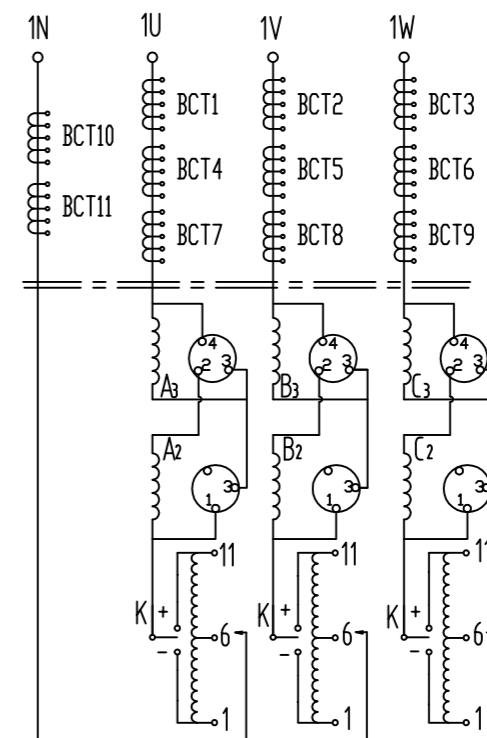 1N 1U 1V 1W
BCT1 BCT2 BCT3
BCT10
BCT4 BCT5 BCT6
BCT11
BCT7 BCT8 BCT9
4 4 4
2 3 2 3 2 3
A3 B3 C3
A2 B2 C2
3 3 3
1 1 1
11 11 11
K + K + K +
6 6 6
- - -
1 1 1